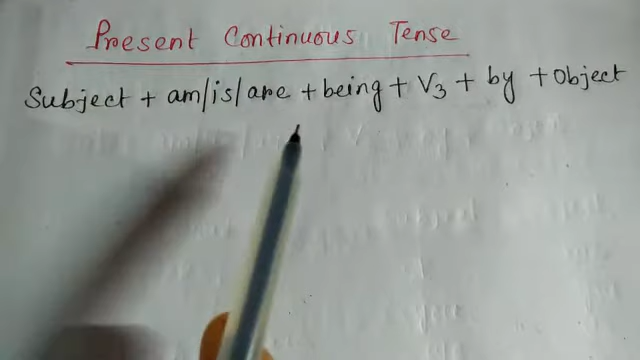 Present Continuous Tense
Subject + am/is/are + being + V3 + by + Object